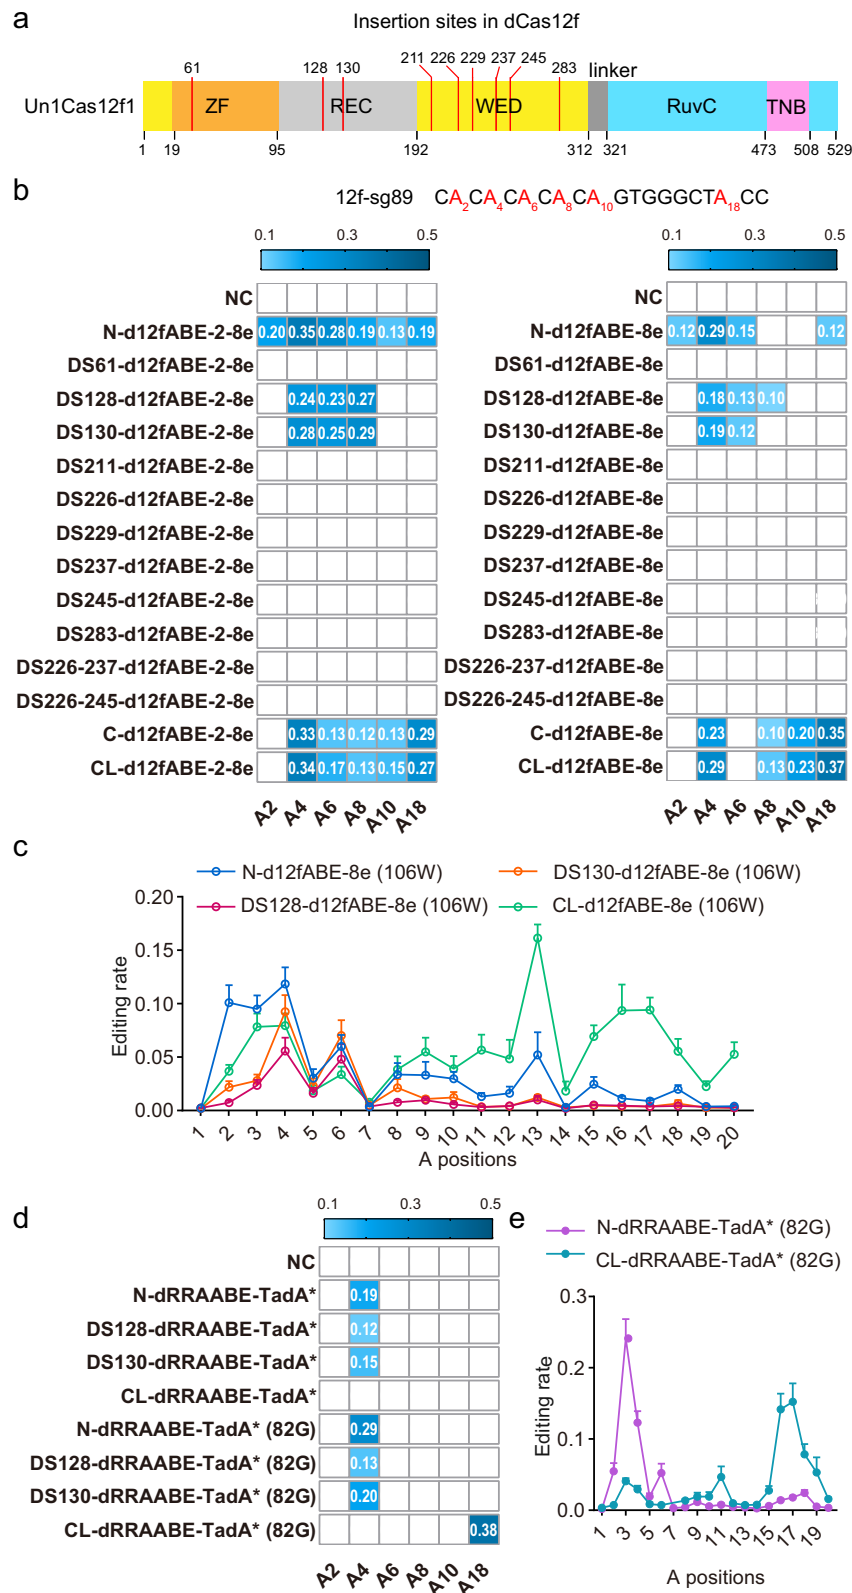 a
Insertion sites in dCas12f
61 128 130 211 226 229 237 245 283 linker
Un1Cas12f1 ZF REC WED RuvC TNB
1 19 95 192 312 321 473 508 529
b
12f-sg89 CA2CA4CA6CA8CA10GTGGGCTA18CC
0.1 0.3 0.5
NC
N-d12fABE-2-8e 0.20 0.35 0.28 0.19 0.13 0.19
DS61-d12fABE-2-8e
DS128-d12fABE-2-8e 0.24 0.23 0.27
DS130-d12fABE-2-8e 0.28 0.25 0.29
DS211-d12fABE-2-8e
DS226-d12fABE-2-8e
DS229-d12fABE-2-8e
DS237-d12fABE-2-8e
DS245-d12fABE-2-8e
DS283-d12fABE-2-8e
DS226-237-d12fABE-2-8e
DS226-245-d12fABE-2-8e
C-d12fABE-2-8e 0.33 0.13 0.12 0.13 0.29
CL-d12fABE-2-8e 0.34 0.17 0.13 0.15 0.27
A2 A4 A6 A8 A10 A18
0.1 0.3 0.5
NC
N-d12fABE-8e 0.12 0.29 0.15 0.12
DS61-d12fABE-8e
DS128-d12fABE-8e 0.18 0.13 0.10
DS130-d12fABE-8e 0.19 0.12
DS211-d12fABE-8e
DS226-d12fABE-8e
DS229-d12fABE-8e
DS237-d12fABE-8e
DS245-d12fABE-8e
DS283-d12fABE-8e
DS226-237-d12fABE-8e
DS226-245-d12fABE-8e
C-d12fABE-8e 0.23 0.10 0.20 0.35
CL-d12fABE-8e 0.29 0.13 0.23 0.37
A2 A4 A6 A8 A10 A18
c
N-d12fABE-8e (106W) DS130-d12fABE-8e (106W)
DS128-d12fABE-8e (106W) CL-d12fABE-8e (106W)
Editing rate
0.20
0.15
0.10
0.05
0.00
1 2 3 4 5 6 7 8 9 10 11 12 13 14 15 16 17 18 19 20
A positions
d
0.1 0.3 0.5
NC
N-dRRAABE-TadA* 0.19
DS128-dRRAABE-TadA* 0.12
DS130-dRRAABE-TadA* 0.15
CL-dRRAABE-TadA*
N-dRRAABE-TadA* (82G) 0.29
DS128-dRRAABE-TadA* (82G) 0.13
DS130-dRRAABE-TadA* (82G) 0.20
CL-dRRAABE-TadA* (82G) 0.38
A2 A4 A6 A8 A10 A18
e
N-dRRAABE-TadA* (82G)
CL-dRRAABE-TadA* (82G)
Editing rate
0.3
0.2
0.1
0.0
1 3 5 7 9 11 13 15 17 19
A positions